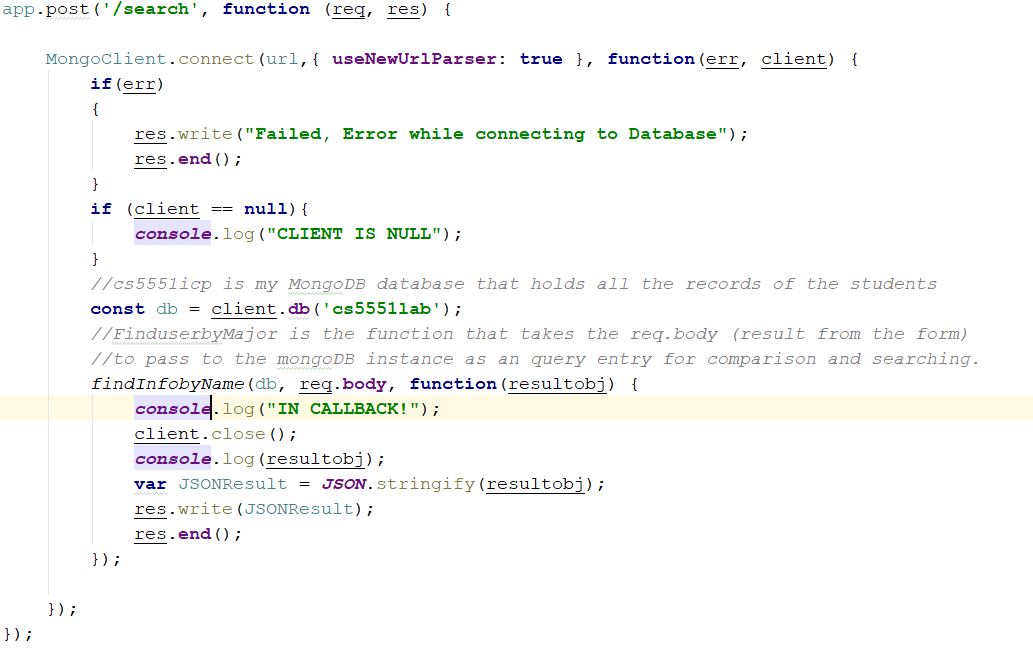 app.post('/search', function (req, res) {
MongoClient.connect(url,{ useNewUrlParser: true }, function(err, client) {
if(err)
{
res.write("Failed, Error while connecting to Database");
res.end();
}
if (client == null){
console.log("CLIENT IS NULL");
}
//cs5551icp is my MongoDB database that holds all the records of the students
const db = client.db('cs5551lab');
//FinduserbyMajor is the function that takes the req.body (result from the form)
//to pass to the mongoDB instance as an query entry for comparison and searching.
findInfobyName(db, req.body, function(resultobj) {
console.log("IN CALLBACK!");
client.close();
console.log(resultobj);
var JSONResult = JSON.stringify(resultobj);
res.write(JSONResult);
res.end();
});
});
});